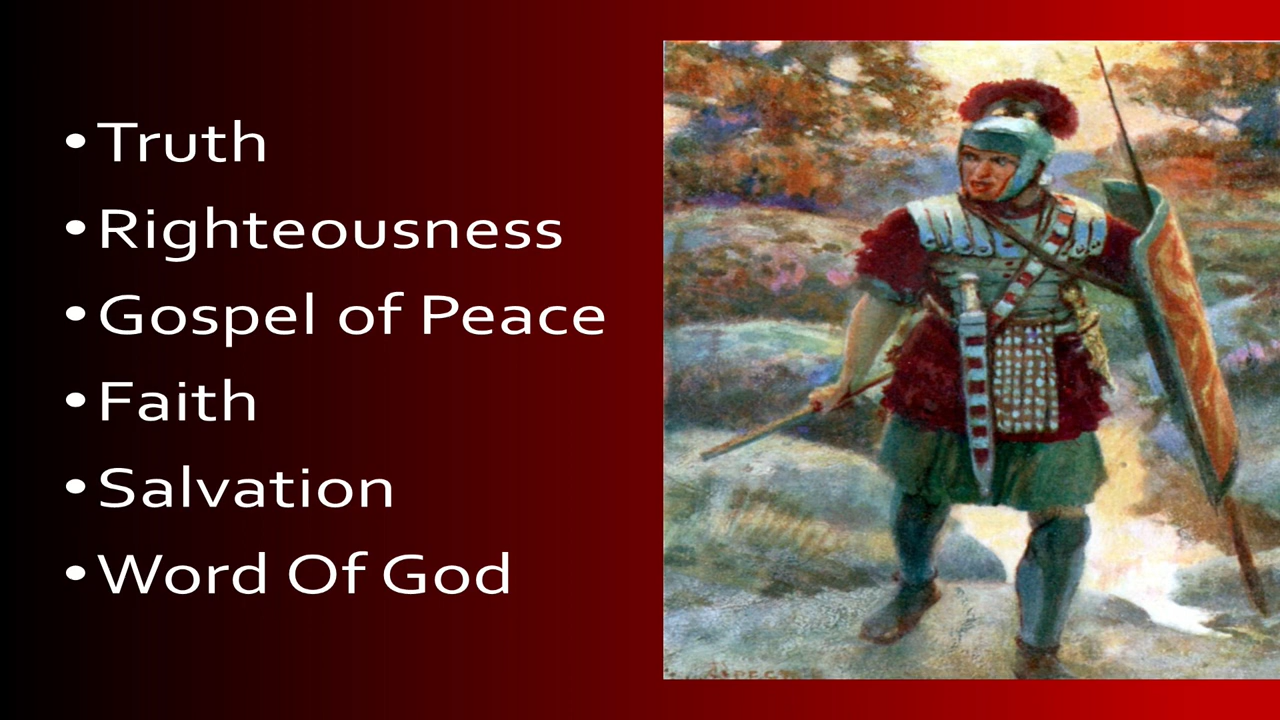 • Truth
• Righteousness
• Gospel of Peace
• Faith
• Salvation
• Word Of God